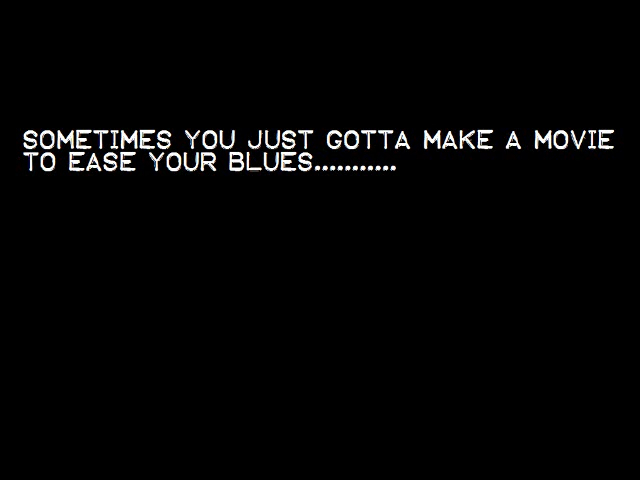 SOMETIMES YOU JUST GOTTA MAKE A MOVIE
TO EASE YOUR BLUES...........